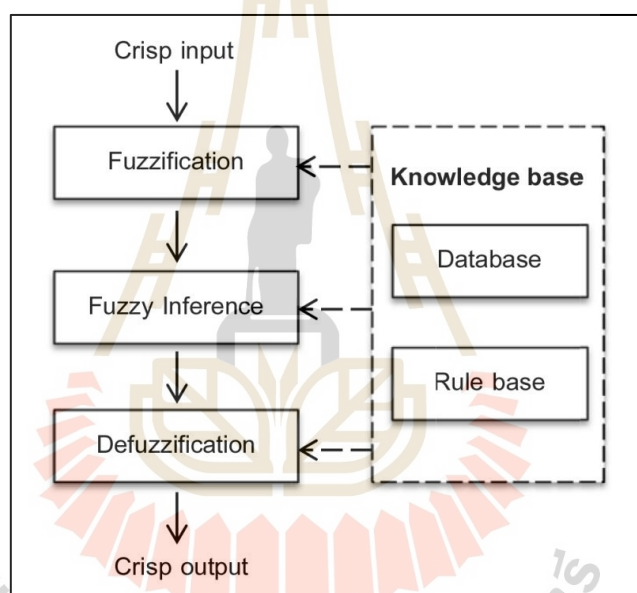 Crisp input
Fuzzification
Knowledge base
Database
Fuzzy Inference
Rule base
Defuzzification
Crisp output